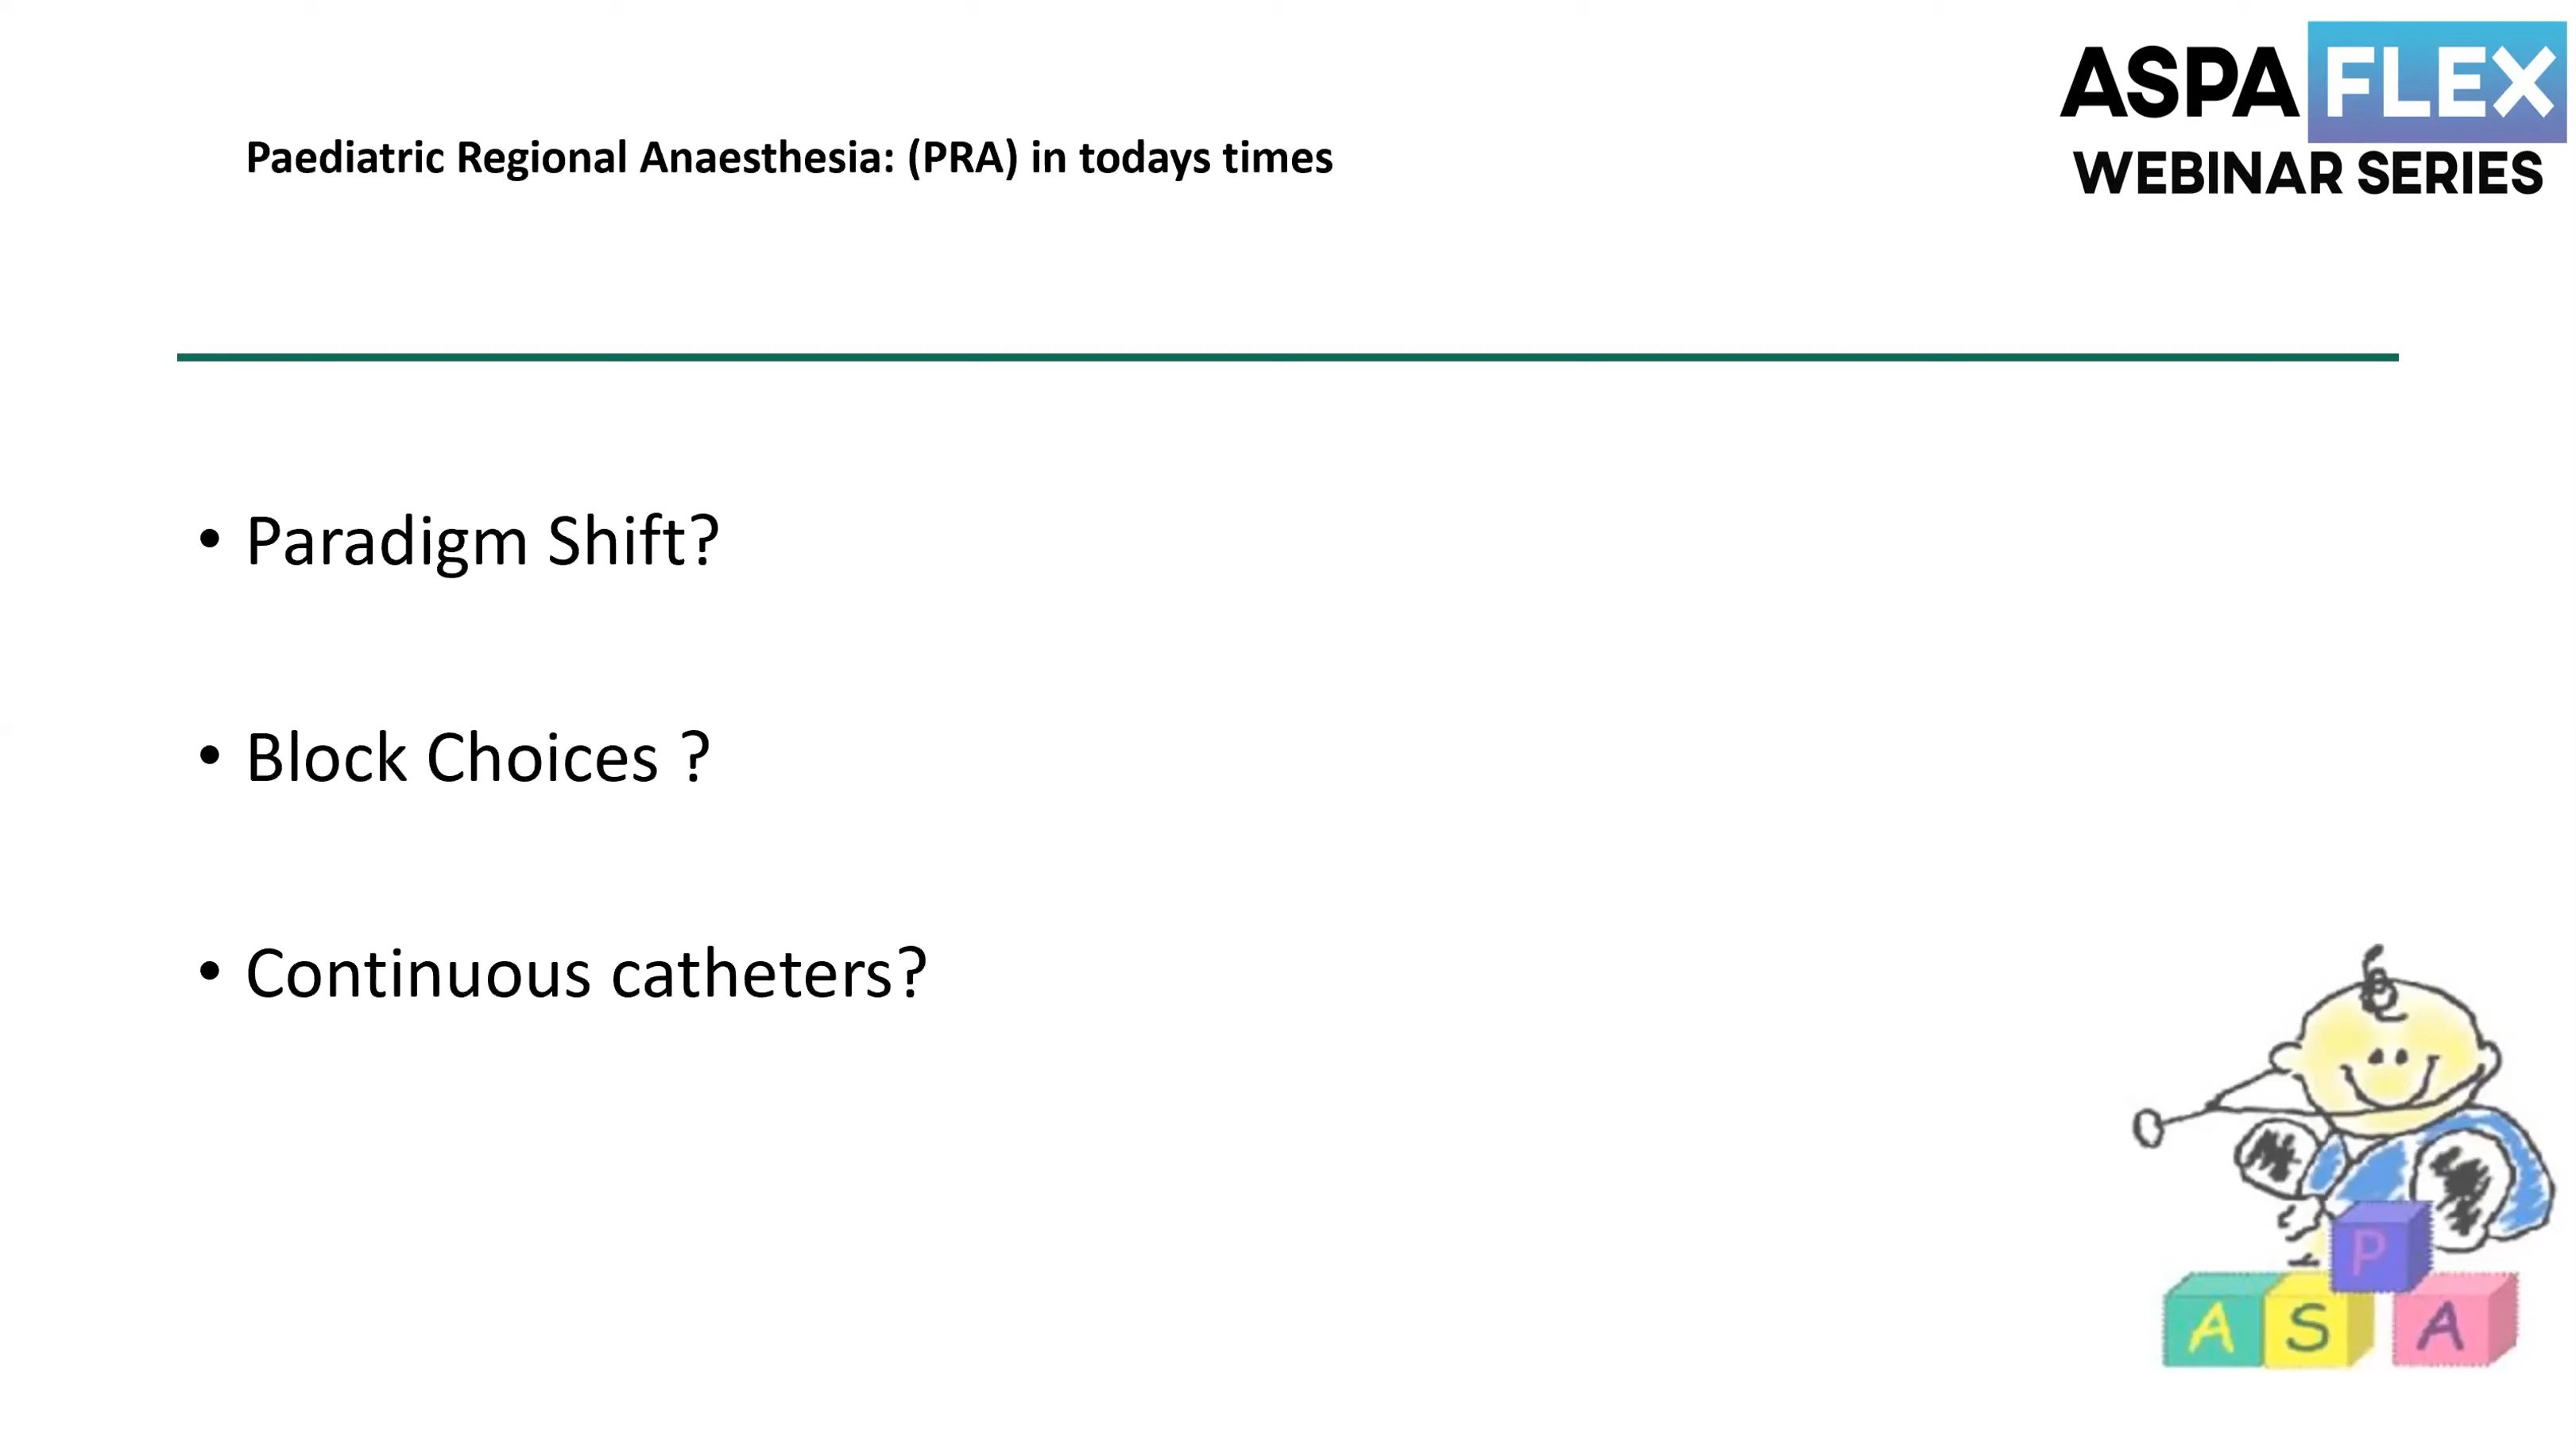 ASPA FLEX
WEBINAR SERIES
Paediatric Regional Anaesthesia: (PRA) in todays times
• Paradigm Shift?
• Block Choices ?
• Continuous catheters?
P
A S A